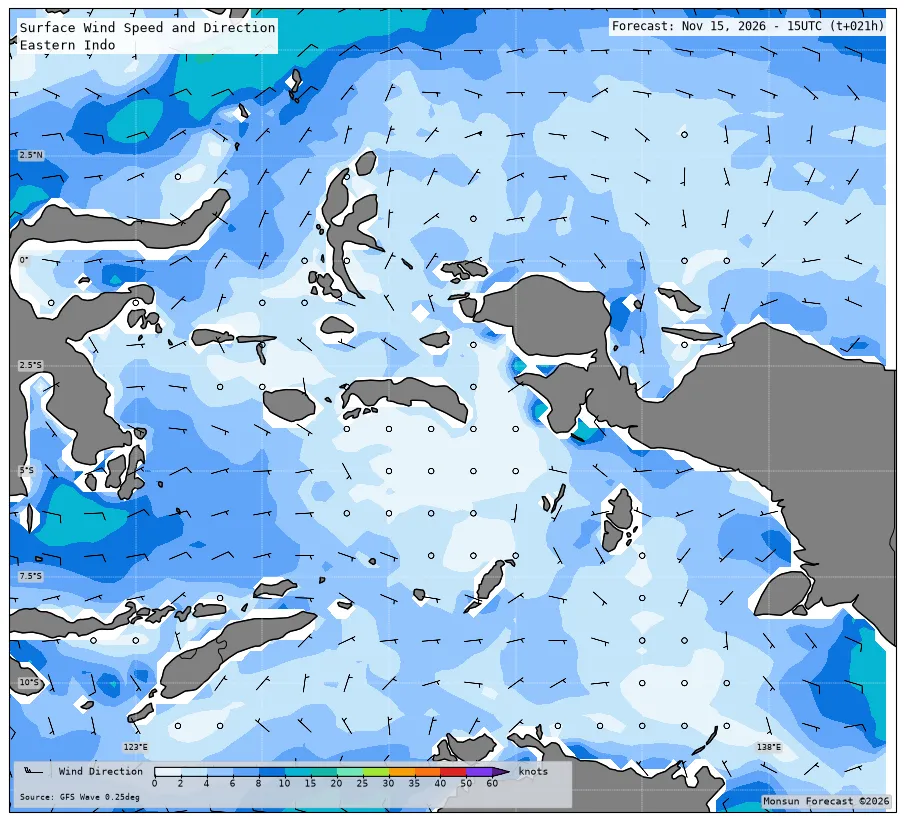 Surface Wind Speed and Direction
Eastern Indo
Forecast: Nov 15, 2026 - 15UTC (t+021h)
2.5°N
0°
2.5°S
5°S
7.5°S
10°S
123°E
138°E
Wind Direction
knots
0 2 4 6 8 10 15 20 25 30 35 40 50 60
Source: GFS Wave 0.25deg
Monsun Forecast ©2026